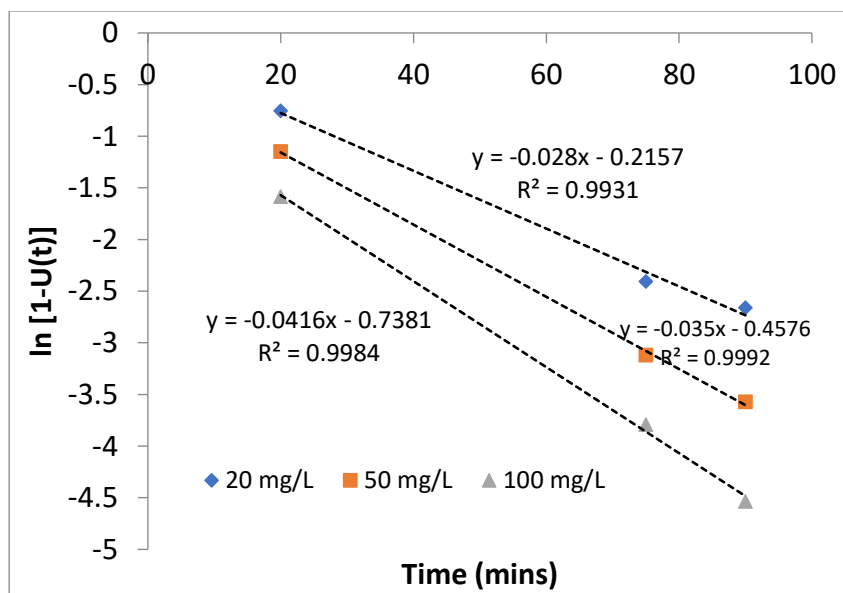 0
0 20 40 60 80 100
-0.5
-1
y = -0.028x - 0.2157
R² = 0.9931
-1.5
-2
-2.5
y = -0.0416x - 0.7381
R² = 0.9984
y = -0.035x - 0.4576
R² = 0.9992
-3
-3.5
-4
20 mg/L 50 mg/L 100 mg/L
-4.5
-5
ln [1-U(t)]
Time (mins)